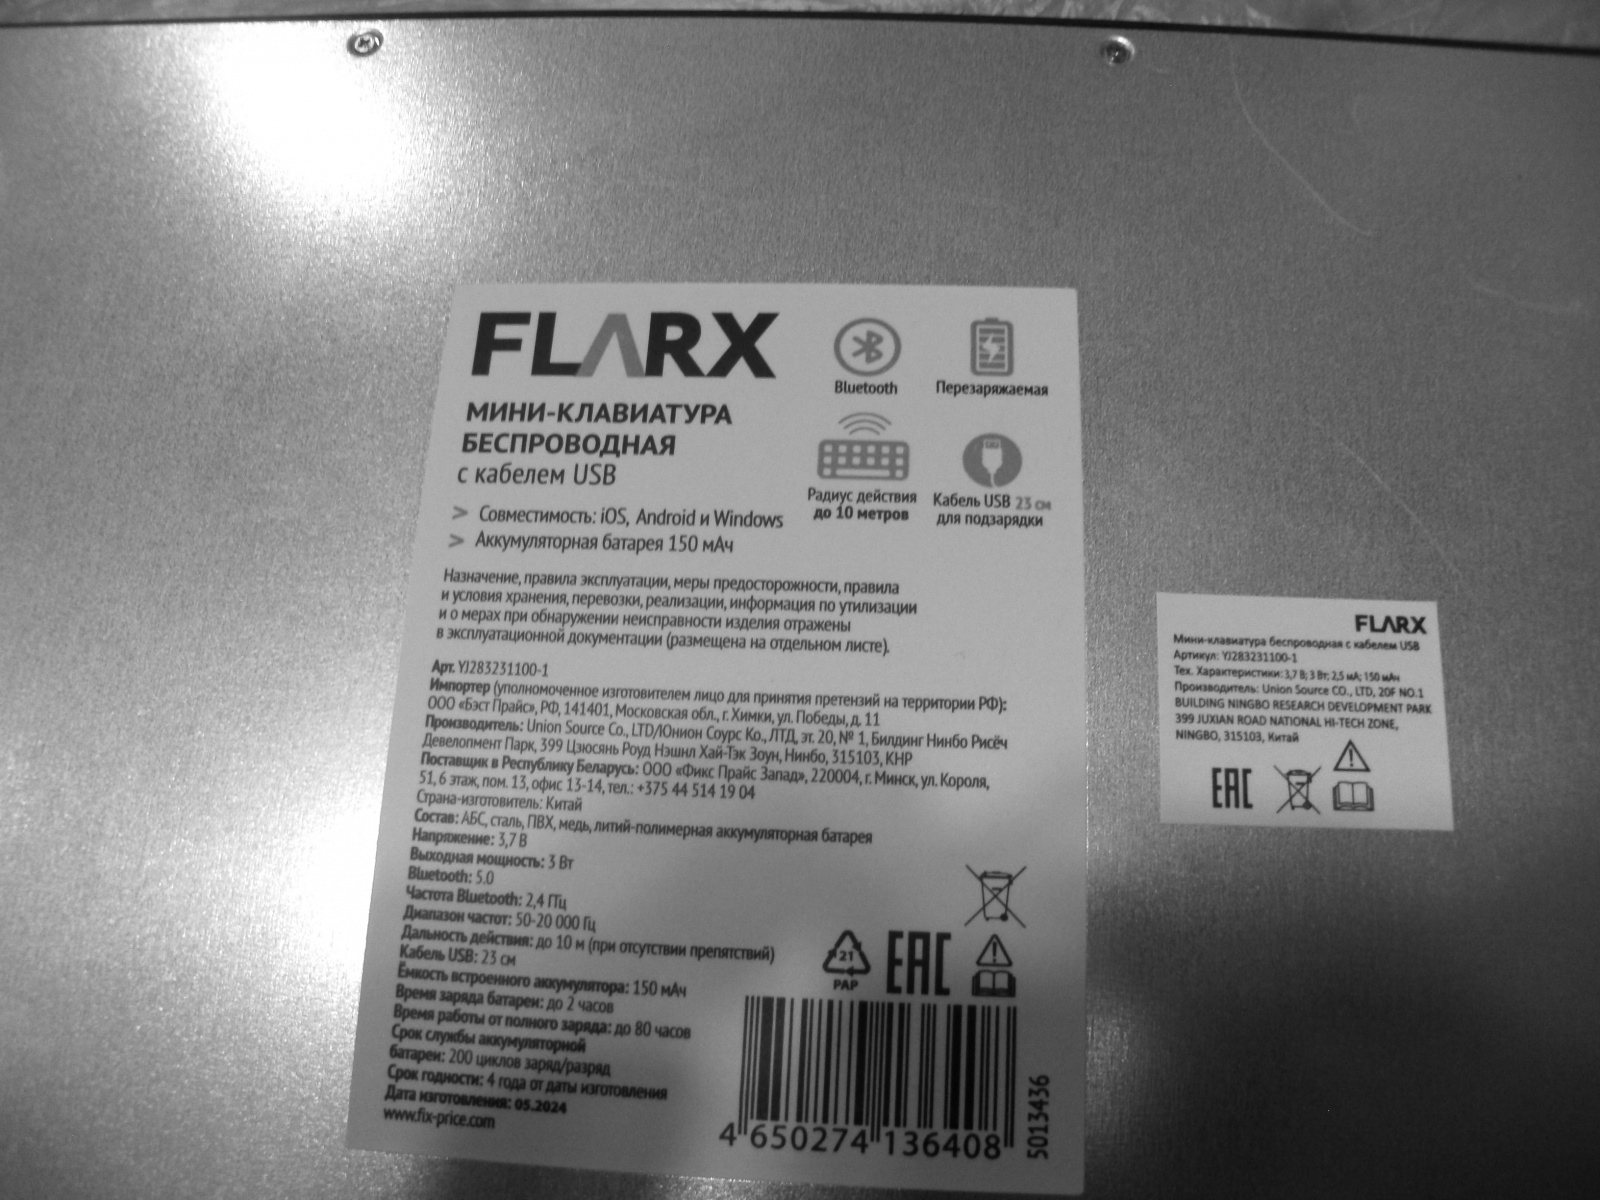 FLARX
МИНИ-КЛАВИАТУРА
БЕСПРОВОДНАЯ
с кабелем USB
> Совместимость: iOS, Android и Windows
> Аккумуляторная батарея 150 мАч
Bluetooth
Перезаряжаемая
Радиус действия
до 10 метров
Кабель USB 23 см
для подзарядки
Назначение, правила эксплуатации, меры предосторожности, правила
и условия хранения, перевозки, реализации, информация по утилизации
и о мерах при обнаружении неисправности изделия отражены
в эксплуатационной документации (размещена на отдельном листе).
Арт. YJ283231100-1
Импортер (уполномоченное изготовителем лицо для принятия претензий на территории РФ):
ООО «Бэст Прайс», РФ, 141401, Московская обл., г. Химки, ул. Победы, д. 11
Производитель: Union Source Co., LTD/Юнион Соурс Ко., ЛТД, эт. 20, № 1, Билдинг Нинбо Рисёч
Девелопмент Парк, 399 Цзюсянь Роуд Нэшнл Хай-Тэк Зоун, Нинбо, 315103, КНР
Поставщик в Республику Беларусь: ООО «Фикс Прайс Запад», 220004, г. Минск, ул. Короля,
51, 6 этаж, пом. 13, офис 13-14, тел.: +375 44 514 19 04
Страна-изготовитель: Китай
Состав: АБС, сталь, ПВХ, медь, литий-полимерная аккумуляторная батарея
Напряжение: 3,7 В
Выходная мощность: 3 Вт
Bluetooth: 5.0
Частота Bluetooth: 2,4 ГГц
Диапазон частот: 50-20 000 Гц
Дальность действия: до 10 м (при отсутствии препятствий)
Кабель USB: 23 см
Ёмкость встроенного аккумулятора: 150 мАч
Время заряда батареи: до 2 часов
Время работы от полного заряда: до 80 часов
Срок службы аккумуляторной
батареи: 200 циклов заряд/разряд
Срок годности: 4 года от даты изготовления
Дата изготовления: 05.2024
www.fix-price.com
21
PAP
EAC
4 650274 136408
5013436
FLARX
Мини-клавиатура беспроводная с кабелем USB
Артикул: YJ283231100-1
Тех. Характеристики: 3,7 В; 3 Вт; 2,5 мА; 150 мАч
Производитель: Union Source CO., LTD, 20F NO.1
BUILDING NINGBO RESEARCH DEVELOPMENT PARK
399 JUXIAN ROAD NATIONAL HI-TECH ZONE,
NINGBO, 315103, Китай
EAC